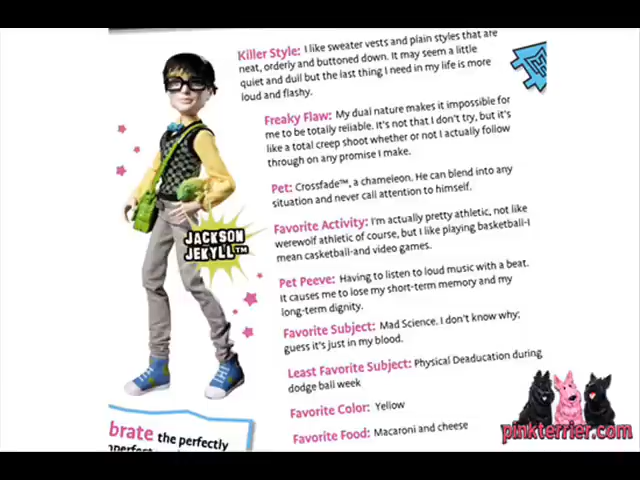 Killer Style: I like sweater vests and plain styles that are
neat, orderly and buttoned down. It may seem a little
quiet and dull but the last thing I need in my life is more
loud and flashy.
Freaky Flaw: My dual nature makes it impossible for
me to be totally reliable. It's not that I don't try, but it's
like a total creep shoot whether or not I actually follow
through on any promise I make.
Pet: Crossfade™, a chameleon. He can blend into any
situation and never call attention to himself.
Favorite Activity: I'm actually pretty athletic, not like
werewolf athletic of course, but I like playing basketball-I
mean casketball-and video games.
JACKSON
JEKYLL™
Pet Peeve: Having to listen to loud music with a beat.
It causes me to lose my short-term memory and my
long-term dignity.
Favorite Subject: Mad Science. I don't know why;
guess it's just in my blood.
Least Favorite Subject: Physical Deaducation during
dodge ball week
Favorite Color: Yellow
Favorite Food: Macaroni and cheese
brate the perfectly
pinkterrier.com